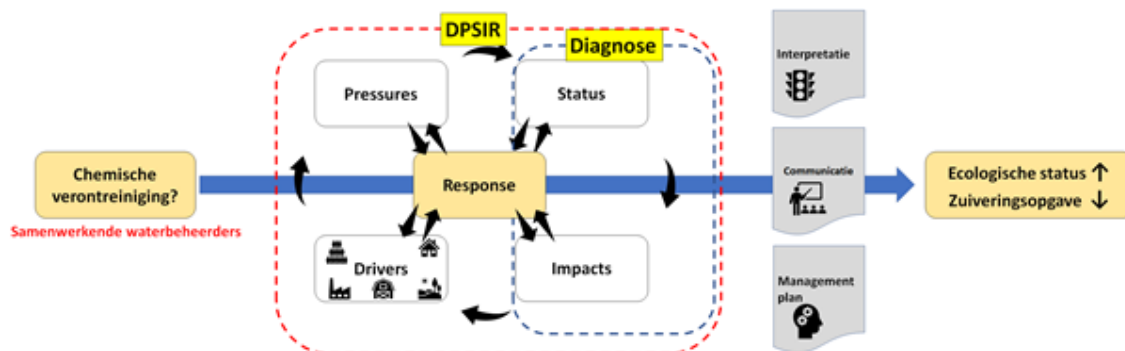 DPSIR
Diagnose
Pressures
Status
Chemische
verontreiniging?
Samenwerkende waterbeheerders
Response
Drivers
Impacts
Interpretatie
Communicatie
Management
plan
Ecologische status ↑
Zuiveringsopgave ↓